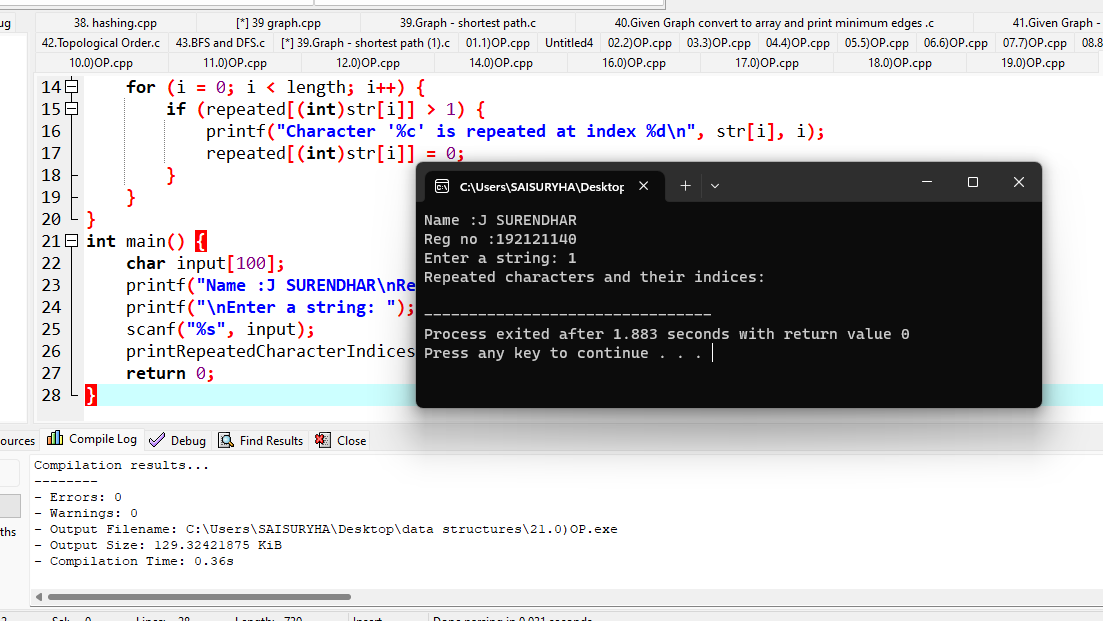 ug
38. hashing.cpp [*] 39 graph.cpp 39.Graph - shortest path.c 40.Given Graph convert to array and print minimum edges .c 41.Given Graph -
42.Topological Order.c 43.BFS and DFS.c [*] 39.Graph - shortest path (1).c 01.1)OP.cpp Untitled4 02.2)OP.cpp 03.3)OP.cpp 04.4)OP.cpp 05.5)OP.cpp 06.6)OP.cpp 07.7)OP.cpp 08.8
10.0)OP.cpp 11.0)OP.cpp 12.0)OP.cpp 14.0)OP.cpp 16.0)OP.cpp 17.0)OP.cpp 18.0)OP.cpp 19.0)OP.cpp
14 for (i = 0; i < length; i++) {
15 if (repeated[(int)str[i]] > 1) {
16 printf("Character '%c' is repeated at index %d\n", str[i], i);
17 repeated[(int)str[i]] = 0;
18 }
19 }
20 }
21 int main() {
22 char input[100];
23 printf("Name :J SURENDHAR\nRe
24 printf("\nEnter a string: ");
25 scanf("%s", input);
26 printRepeatedCharacterIndices
27 return 0;
28 }
C:\Users\SAISURYHA\Desktop
Name :J SURENDHAR
Reg no :192121140
Enter a string: 1
Repeated characters and their indices:
--------------------------------
Process exited after 1.883 seconds with return value 0
Press any key to continue . . .
ources Compile Log Debug Find Results Close
Compilation results...
--------
- Errors: 0
- Warnings: 0
- Output Filename: C:\Users\SAISURYHA\Desktop\data structures\21.0)OP.exe
ths
- Output Size: 129.32421875 KiB
- Compilation Time: 0.36s